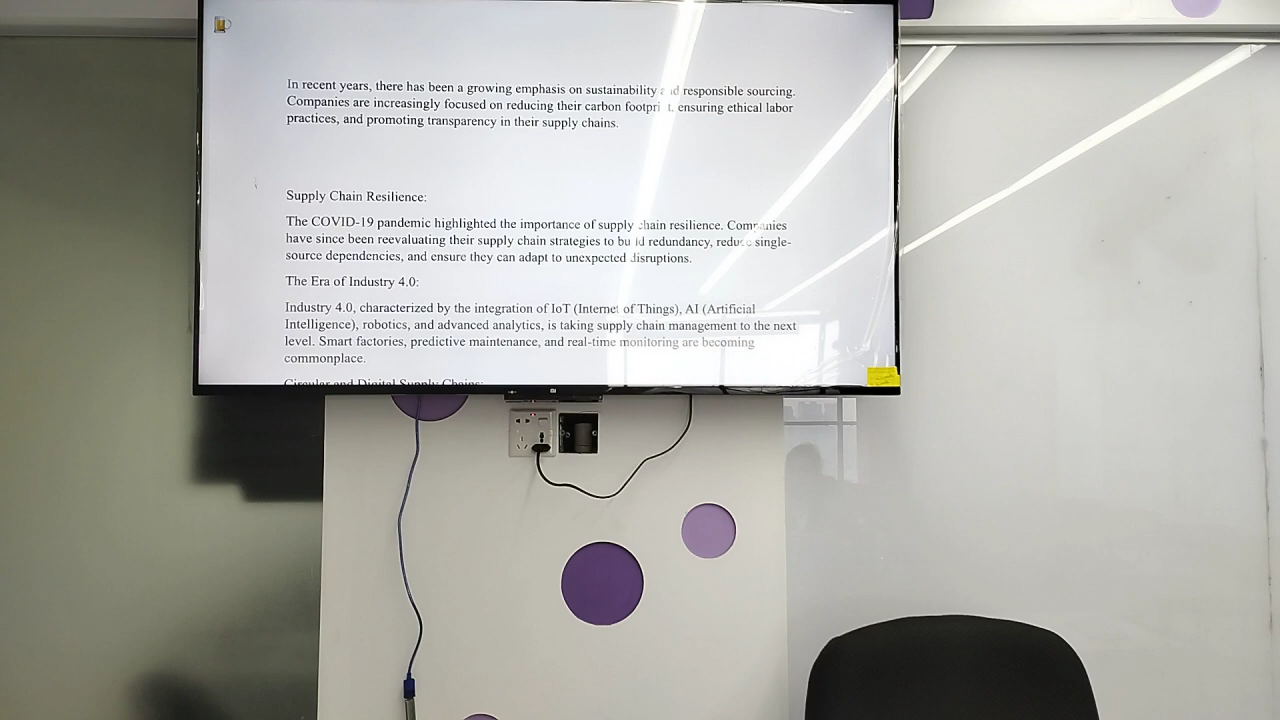 In recent years, there has been a growing emphasis on sustainability and responsible sourcing.
Companies are increasingly focused on reducing their carbon footprint, ensuring ethical labor
practices, and promoting transparency in their supply chains.
Supply Chain Resilience:
The COVID-19 pandemic highlighted the importance of supply chain resilience. Companies
have since been reevaluating their supply chain strategies to build redundancy, reduce single-
source dependencies, and ensure they can adapt to unexpected disruptions.
The Era of Industry 4.0:
Industry 4.0, characterized by the integration of IoT (Internet of Things), AI (Artificial
Intelligence), robotics, and advanced analytics, is taking supply chain management to the next
level. Smart factories, predictive maintenance, and real-time monitoring are becoming
commonplace.
Circular and Digital Supply Chains: